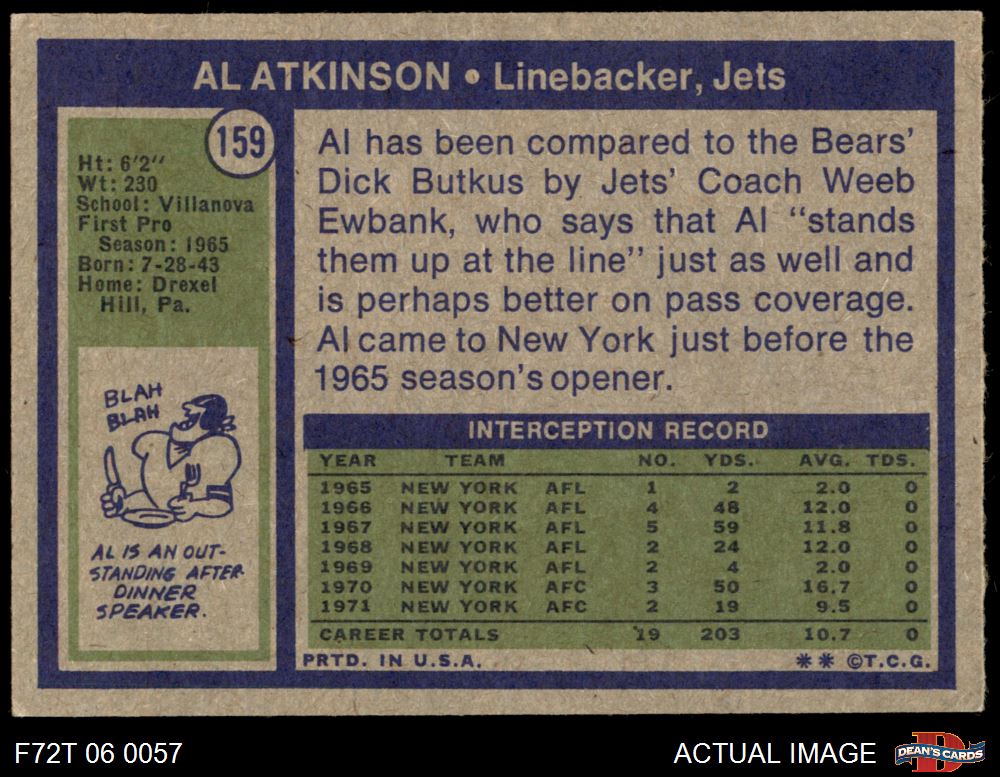 AL ATKINSON • Linebacker, Jets
159
Ht: 6'2"
Wt: 230
School: Villanova
First Pro
Season: 1965
Born: 7-28-43
Home: Drexel
Hill, Pa.
BLAH
BLAH
AL IS AN OUT-
STANDING AFTER-
DINNER
SPEAKER.
Al has been compared to the Bears'
Dick Butkus by Jets' Coach Weeb
Ewbank, who says that Al "stands
them up at the line" just as well and
is perhaps better on pass coverage.
Al came to New York just before the
1965 season's opener.
INTERCEPTION RECORD
YEAR TEAM NO. YDS. AVG. TDS.
1965 NEW YORK AFL 1 2 2.0 0
1966 NEW YORK AFL 4 48 12.0 0
1967 NEW YORK AFL 5 59 11.8 0
1968 NEW YORK AFL 2 24 12.0 0
1969 NEW YORK AFL 2 4 2.0 0
1970 NEW YORK AFC 3 50 16.7 0
1971 NEW YORK AFC 2 19 9.5 0
CAREER TOTALS 19 203 10.7 0
PRTD. IN U.S.A. ** ©T.C.G.
F72T 06 0057
ACTUAL IMAGE
D
DEAN'S CARDS